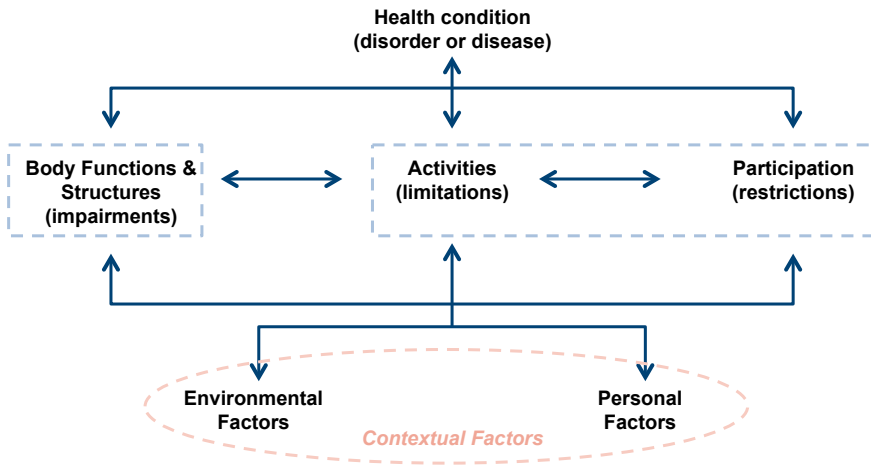 Health condition
(disorder or disease)
Body Functions &
Structures
(impairments)
Activities
(limitations)
Participation
(restrictions)
Environmental
Factors
Personal
Factors
Contextual Factors